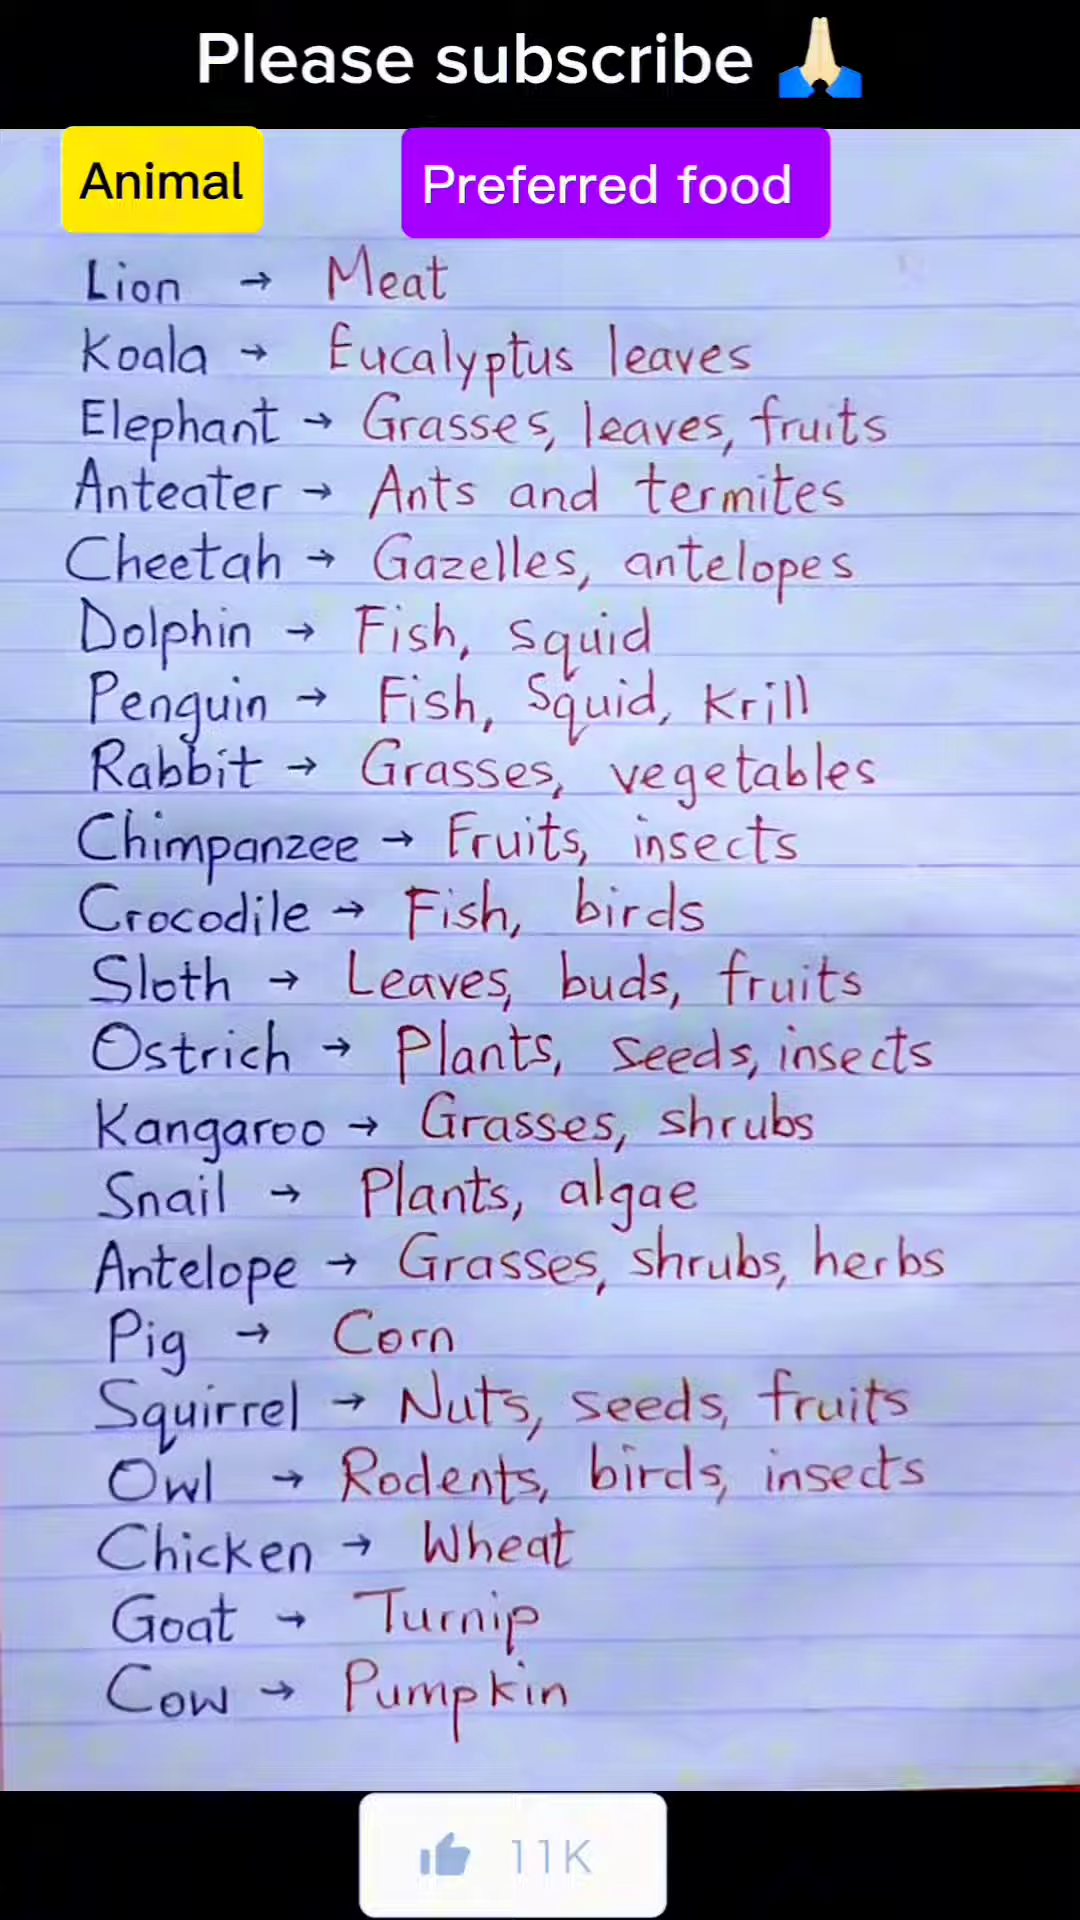 Please subscribe 🙏🏻
Animal Preferred food
Lion → Meat
Koala → Eucalyptus leaves
Elephant → Grasses, leaves, fruits
Anteater → Ants and termites
Cheetah → Gazelles, antelopes
Dolphin → Fish, squid
Penguin → Fish, Squid, Krill
Rabbit → Grasses, vegetables
Chimpanzee → Fruits, insects
Crocodile → Fish, birds
Sloth → Leaves, buds, fruits
Ostrich → Plants, seeds, insects
Kangaroo → Grasses, shrubs
Snail → Plants, algae
Antelope → Grasses, shrubs, herbs
Pig → Corn
Squirrel → Nuts, seeds, fruits
Owl → Rodents, birds, insects
Chicken → Wheat
Goat → Turnip
Cow → Pumpkin
11K